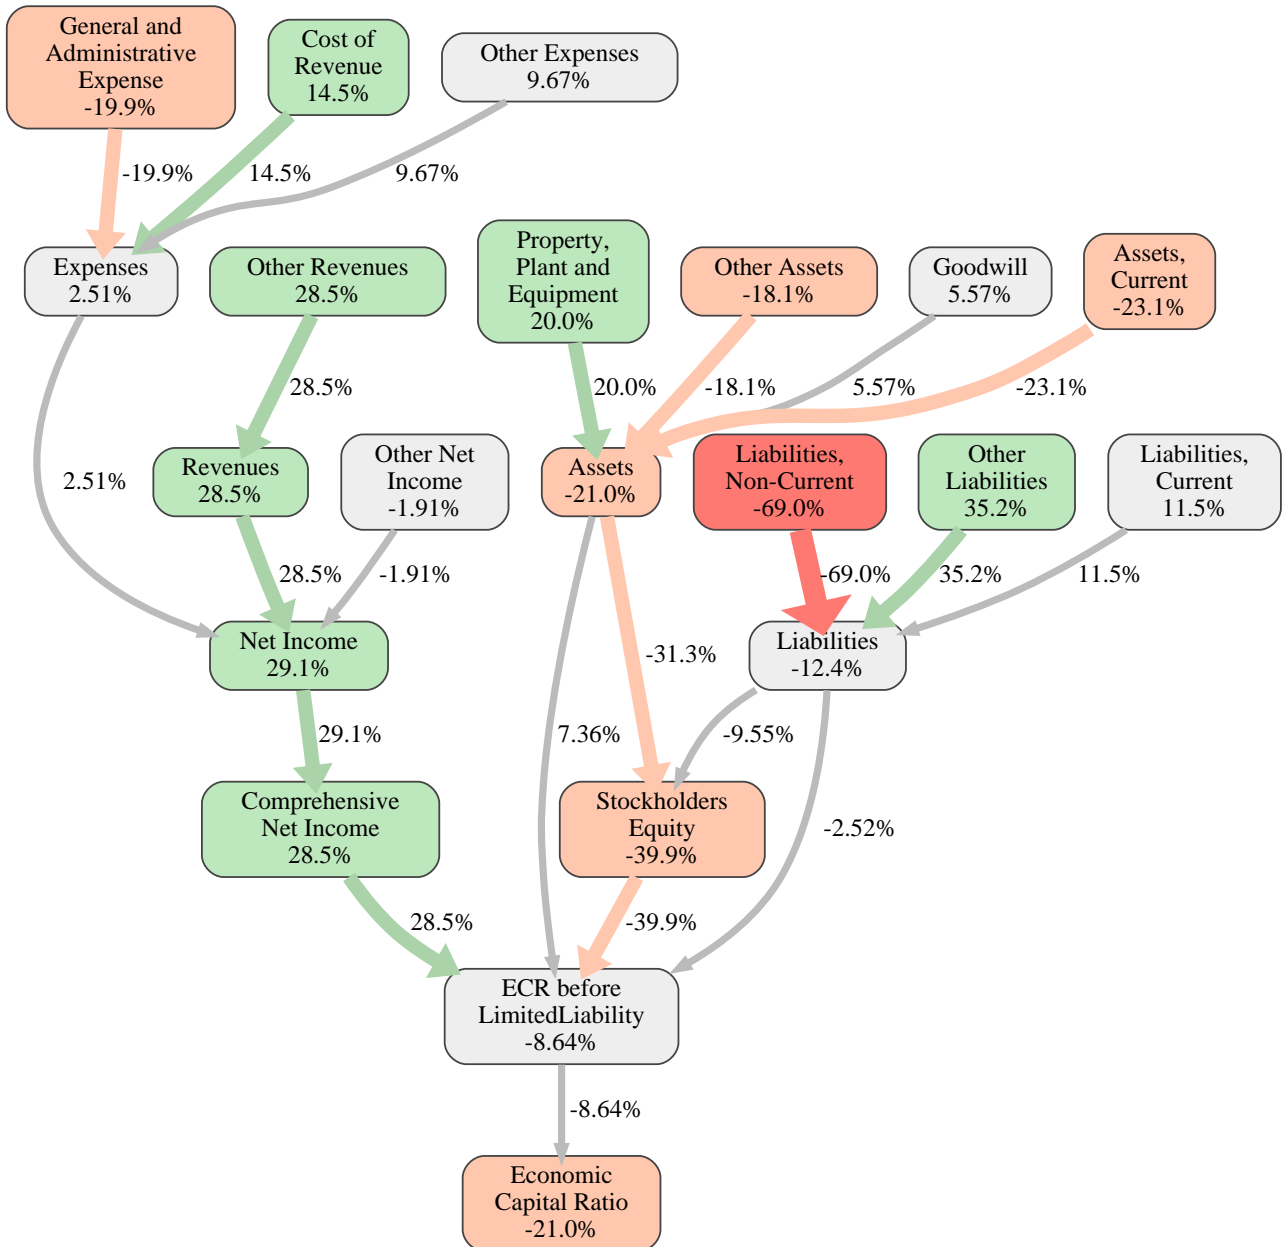 General and
Administrative
Expense
-19.9%
Cost of
Revenue
14.5%
Other Expenses
9.67%
-19.9%
14.5%
9.67%
Expenses
2.51%
Other Revenues
28.5%
Property,
Plant and
Equipment
20.0%
Other Assets
-18.1%
Goodwill
5.57%
Assets,
Current
-23.1%
28.5%
20.0%
-18.1%
5.57%
-23.1%
2.51%
Revenues
28.5%
Other Net
Income
-1.91%
Assets
-21.0%
Liabilities,
Non-Current
-69.0%
Other
Liabilities
35.2%
Liabilities,
Current
11.5%
28.5%
-1.91%
-69.0%
35.2%
11.5%
Net Income
29.1%
-31.3%
Liabilities
-12.4%
29.1%
7.36%
-9.55%
Comprehensive
Net Income
28.5%
Stockholders
Equity
-39.9%
-2.52%
28.5%
-39.9%
ECR before
LimitedLiability
-8.64%
-8.64%
Economic
Capital Ratio
-21.0%